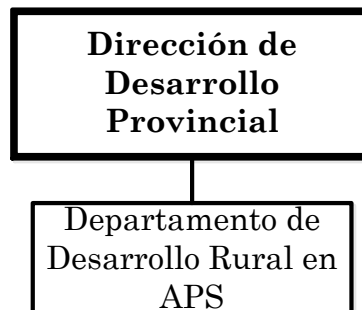 Dirección de
Desarrollo
Provincial
Departamento de
Desarrollo Rural en
APS